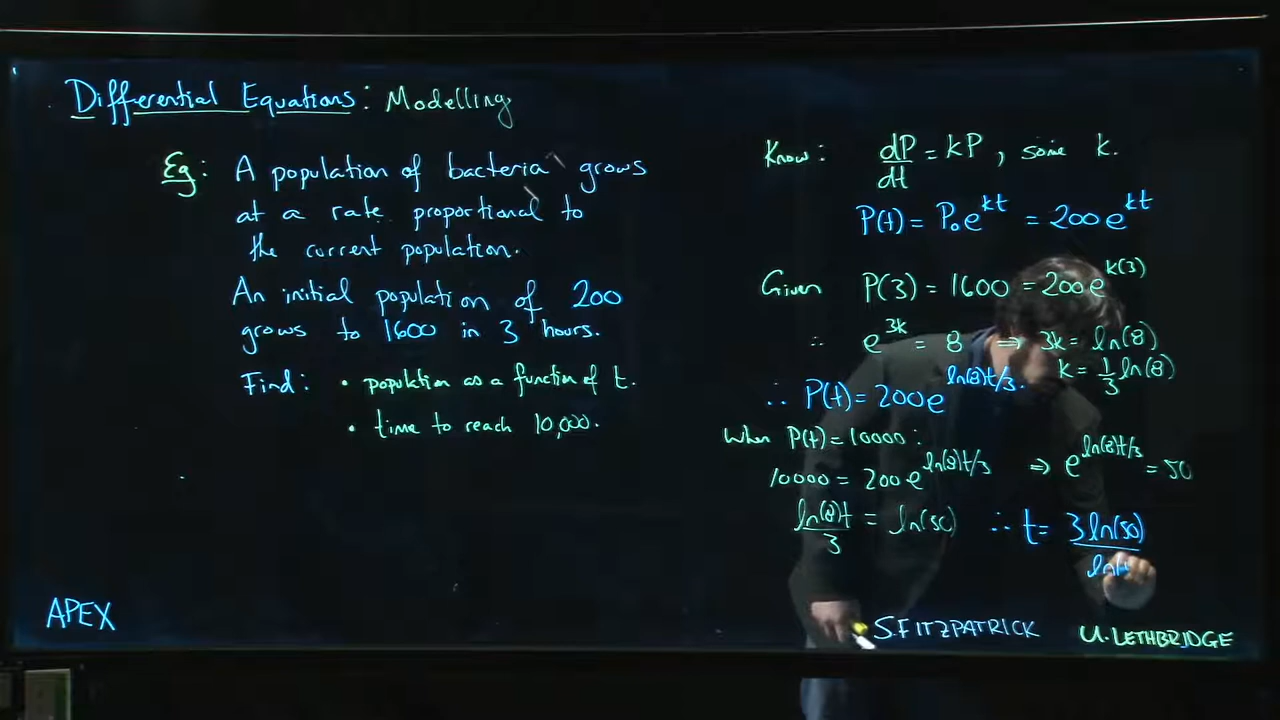 Differential Equations: Modelling
Eg: A population of bacteria grows
at a rate proportional to
the current population.
An initial population of 200
grows to 1600 in 3 hours.
Find: • population as a function of t.
• time to reach 10,000.
Know: dP/dt = kP, some k.
P(t) = P₀e^{kt} = 200e^{kt}
Given P(3) = 1600 = 200e^{k(3)}
∴ e^{3k} = 8 ⇒ 3k = ln(8)
k = 1/3 ln(8)
∴ P(t) = 200e^{ln(8)t/3}.
When P(t) = 10000:
10000 = 200e^{ln(8)t/3} ⇒ e^{ln(8)t/3} = 50
ln(8)t/3 = ln(50) ∴ t = 3ln(50)/ln(
APEX
S.FITZPATRICK
U.LETHBRIDGE